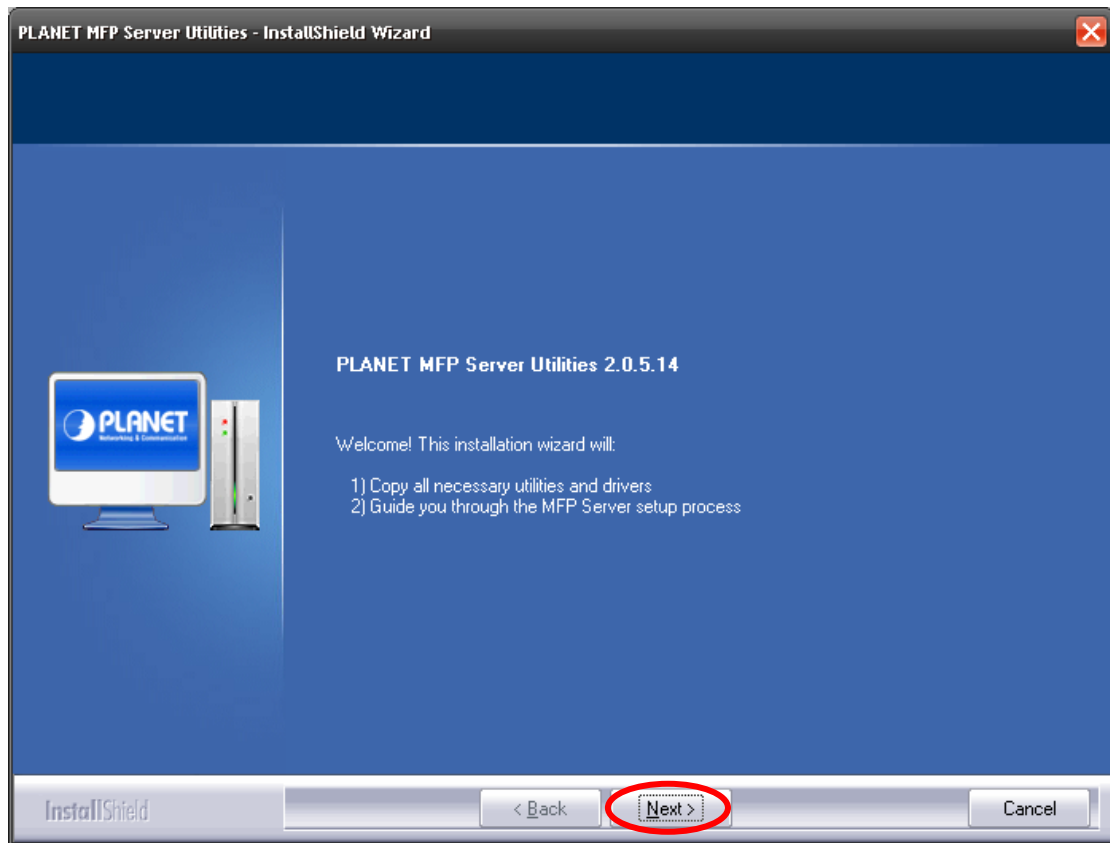 PLANET MFP Server Utilities - InstallShield Wizard
PLANET
Networking & Communication
PLANET MFP Server Utilities 2.0.5.14
Welcome! This installation wizard will:
1) Copy all necessary utilities and drivers
2) Guide you through the MFP Server setup process
InstallShield
< Back
Next >
Cancel